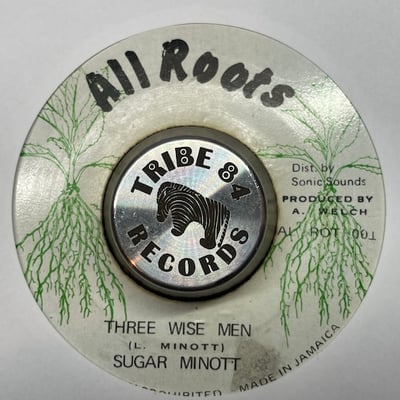 All Roots
TRIBE 84
RECORDS
Dist. by
Sonic Sounds
PRODUCED BY
A. WELCH
ROT
THREE WISE MEN
(L. MINOTT)
SUGAR MINOTT
MADE IN JAMAICA